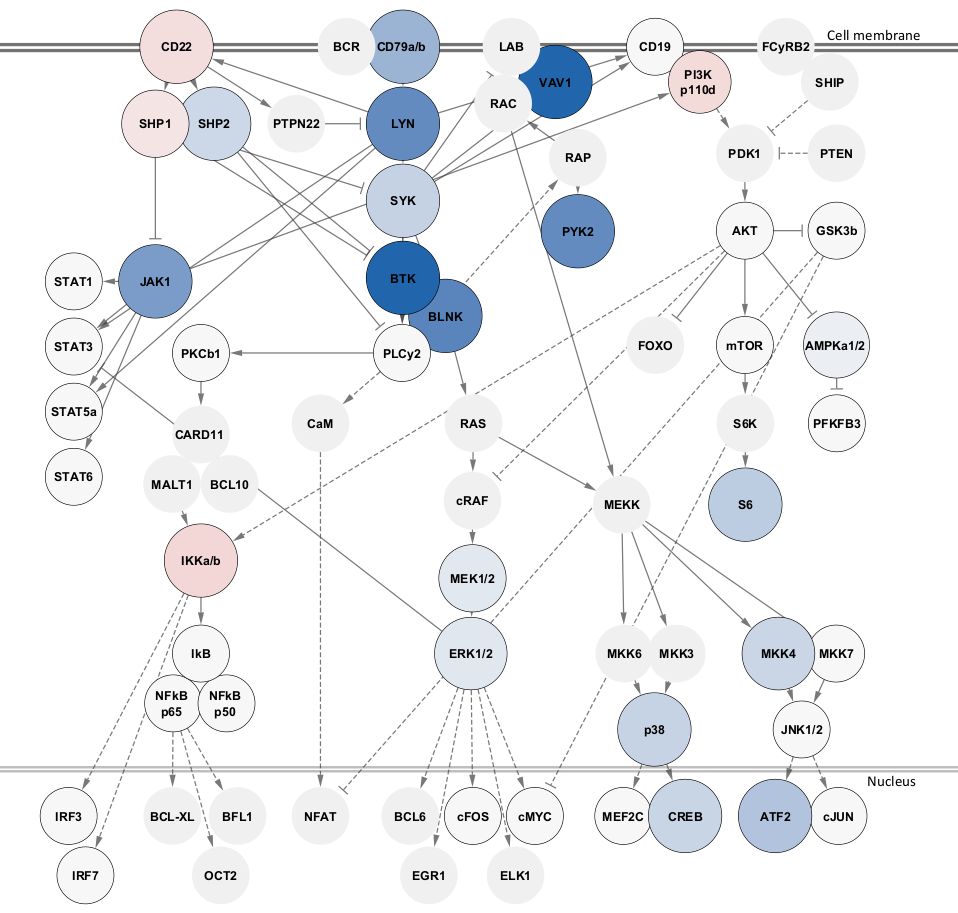 Cell membrane
CD22
BCR
CD79a/b
LAB
CD19
FCyRB2
VAV1
PI3K
p110d
SHIP
RAC
SHP1
SHP2
PTPN22
LYN
RAP
PDK1
PTEN
SYK
PYK2
AKT
GSK3b
STAT1
JAK1
BTK
BLNK
STAT3
PKCb1
PLCy2
FOXO
mTOR
AMPKa1/2
STAT5a
CARD11
CaM
RAS
S6K
PFKFB3
STAT6
MALT1
BCL10
cRAF
MEKK
S6
IKKa/b
MEK1/2
IkB
ERK1/2
MKK6
MKK3
MKK4
MKK7
NFkB
p65
NFkB
p50
p38
JNK1/2
Nucleus
IRF3
BCL-XL
BFL1
NFAT
BCL6
cFOS
cMYC
MEF2C
CREB
ATF2
cJUN
IRF7
OCT2
EGR1
ELK1